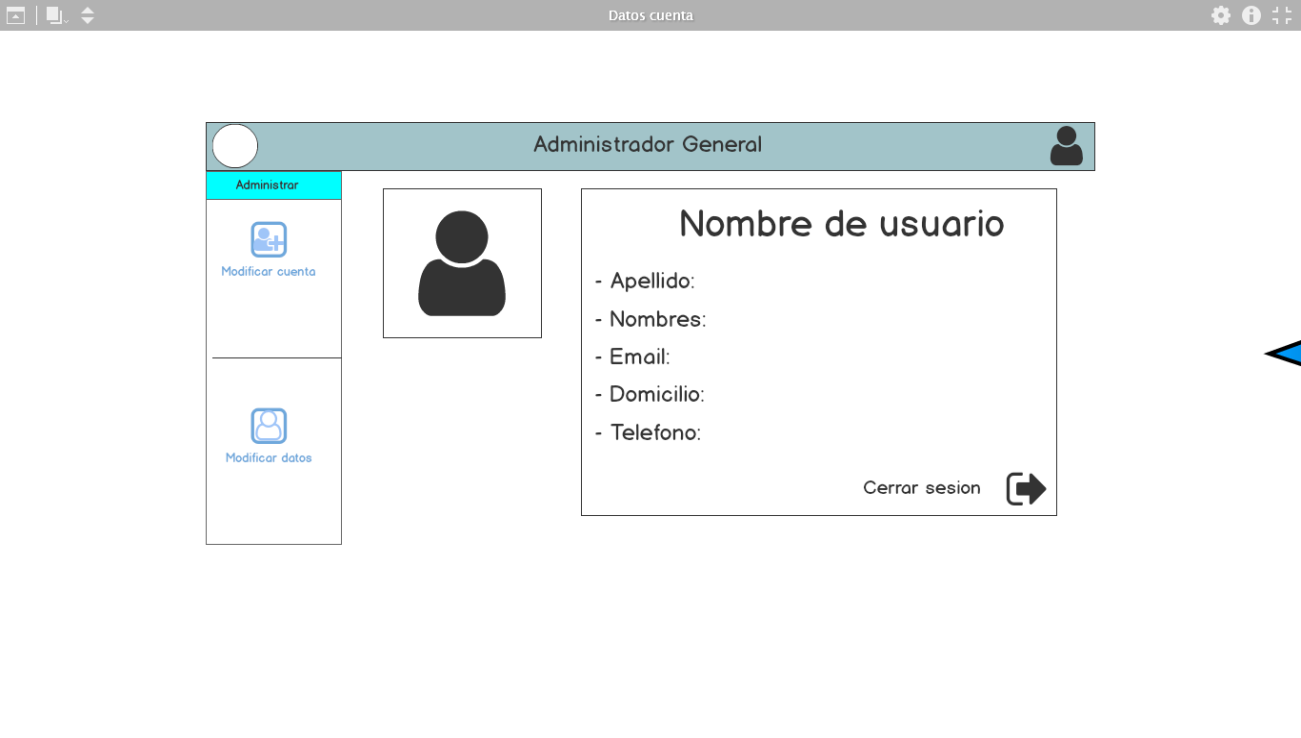 Datos cuenta
Administrador General
Administrar
Modificar cuenta
Modificar datos
Nombre de usuario
- Apellido:
- Nombres:
- Email:
- Domicilio:
- Telefono:
Cerrar sesion